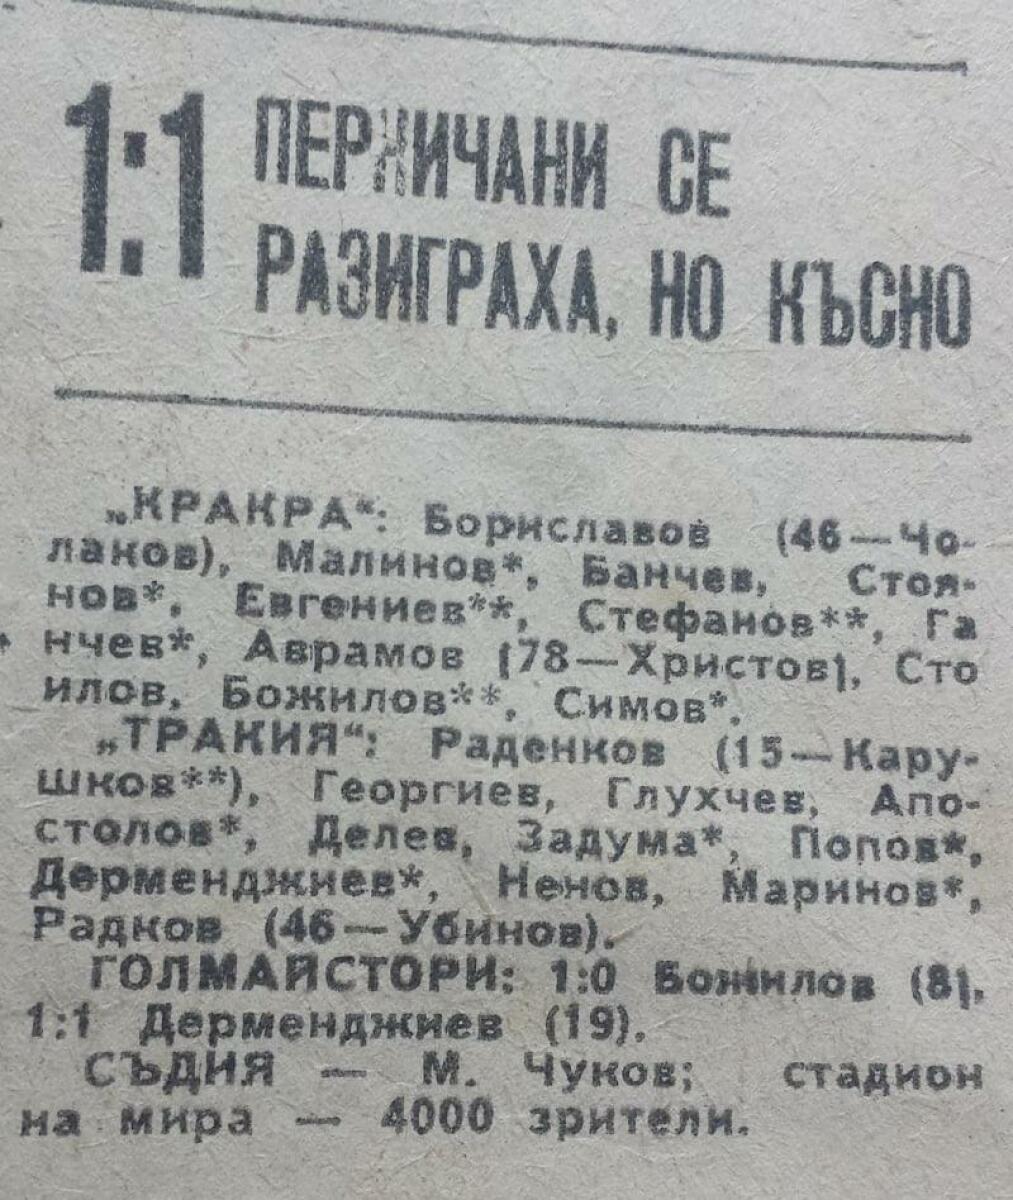 1:1 ПЕРНИЧАНИ СЕ
РАЗИГРАХА, НО КЪСНО
„КРАКРА“: Бориславов (46—Чо-
лаков), Малинов*, Банчев, Стоя-
нов*, Евгениев**, Стефанов**, Га
нчев*, Аврамов (78—Христов), Сто
илов, Божилов**, Симов*.
„ТРАКИЯ“: Раденков (15—Кару-
шков**), Георгиев, Глухчев, Апо-
столов*, Делев, Задума*, Попов*,
Дерменджиев*, Ненов, Маринов*,
Радков (46—Убинов).
ГОЛМАЙСТОРИ: 1:0 Божилов (8),
1:1 Дерменджиев (19).
СЪДИЯ — М. Чуков; стадион
на мира — 4000 зрители.